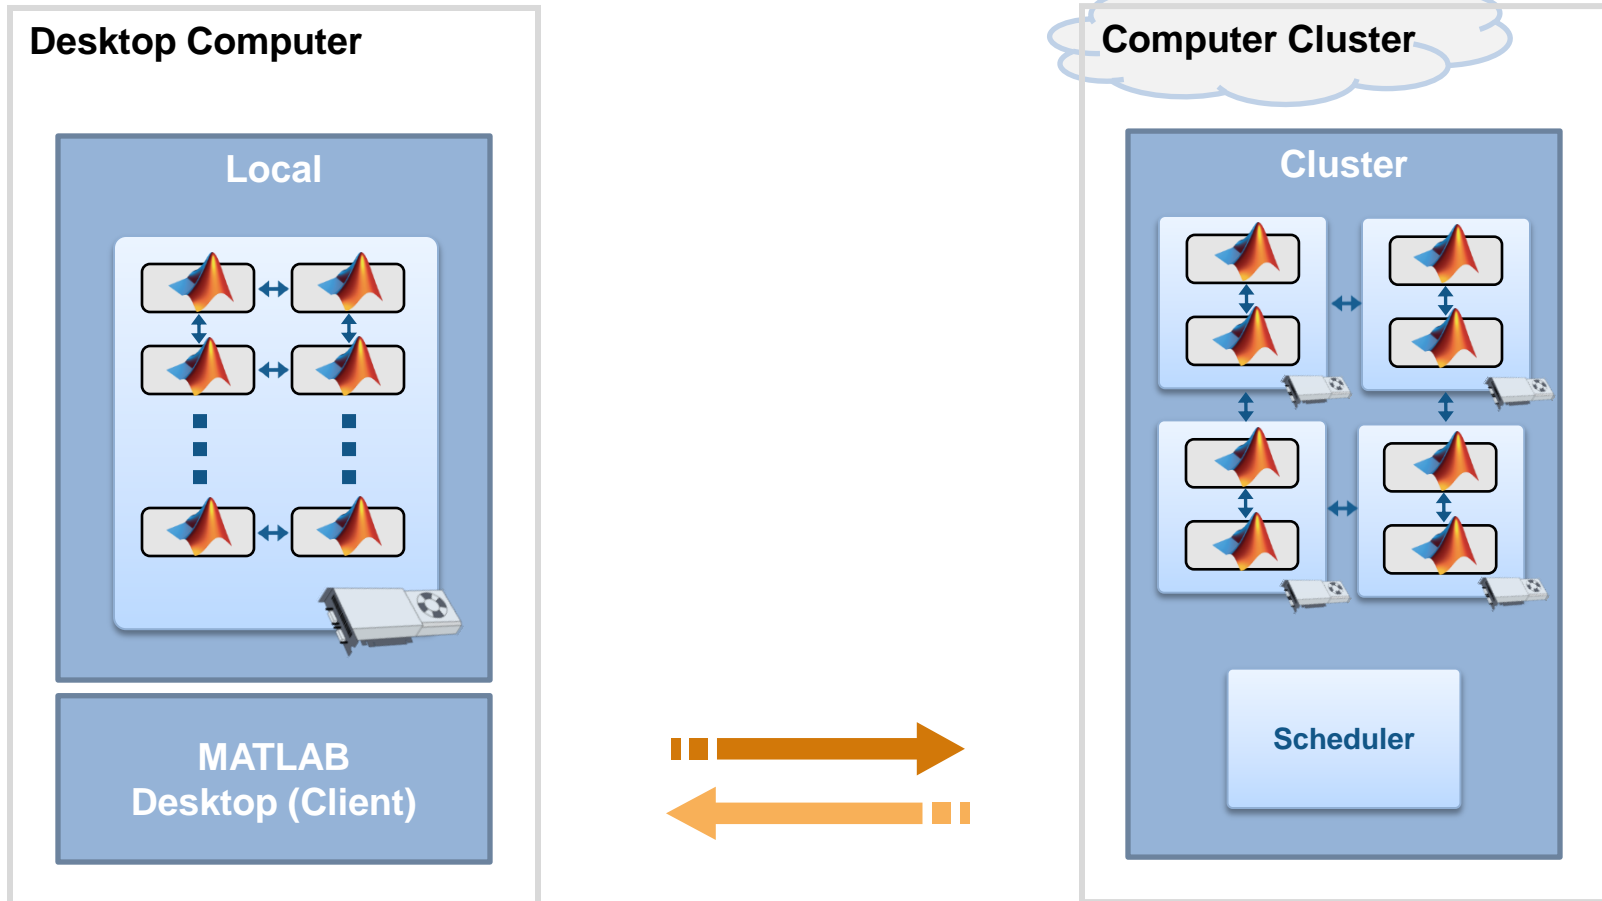 Desktop Computer
Local
MATLAB
Desktop (Client)
Computer Cluster
Cluster
Scheduler